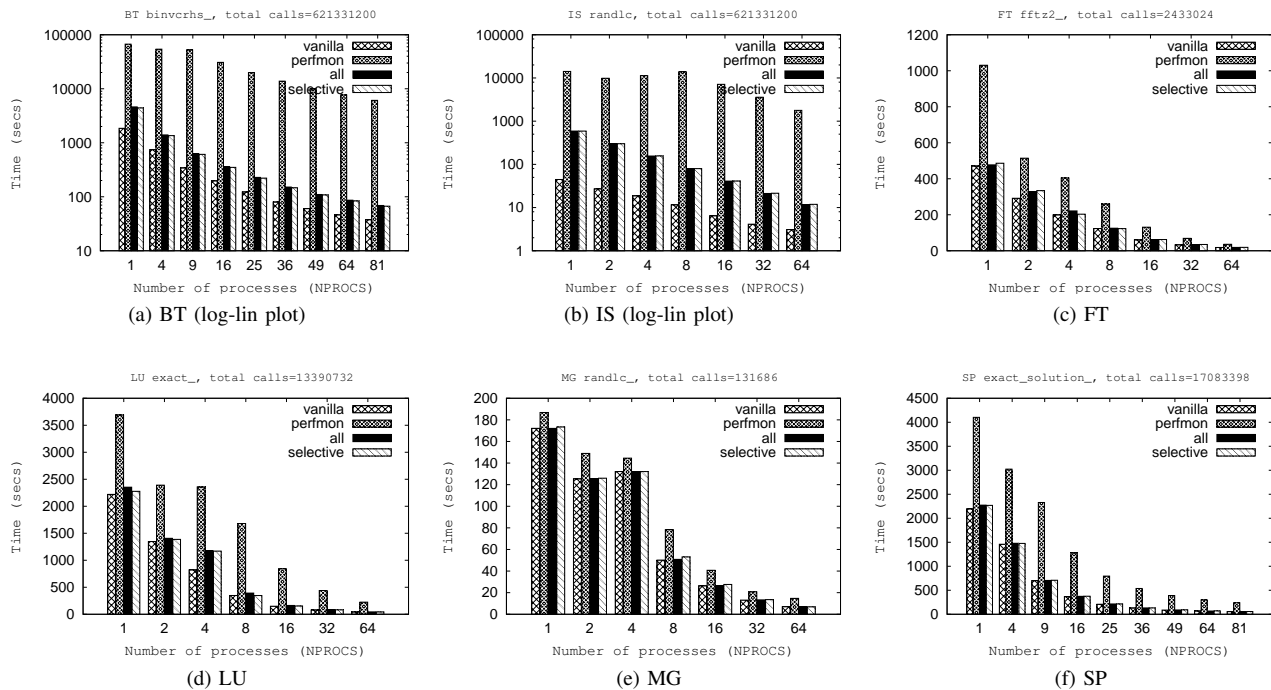 BT binvcrhs_, total calls=621331200
100000
10000
1000
100
10
Time (secs)
vanilla
perfmon
all
selective
1 4 9 16 25 36 49 64 81
Number of processes (NPROCS)
(a) BT (log-lin plot)
IS randlc, total calls=621331200
100000
10000
1000
100
10
1
Time (secs)
vanilla
perfmon
all
selective
1 2 4 8 16 32 64
Number of processes (NPROCS)
(b) IS (log-lin plot)
FT fftz2_, total calls=2433024
1200
1000
800
600
400
200
0
Time (secs)
vanilla
perfmon
all
selective
1 2 4 8 16 32 64
Number of processes (NPROCS)
(c) FT
LU exact_, total calls=13390732
4000
3500
3000
2500
2000
1500
1000
500
0
Time (secs)
vanilla
perfmon
all
selective
1 2 4 8 16 32 64
Number of processes (NPROCS)
(d) LU
MG randlc_, total calls=131686
200
180
160
140
120
100
80
60
40
20
0
Time (secs)
vanilla
perfmon
all
selective
1 2 4 8 16 32 64
Number of processes (NPROCS)
(e) MG
SP exact_solution_, total calls=17083398
4500
4000
3500
3000
2500
2000
1500
1000
500
0
Time (secs)
vanilla
perfmon
all
selective
1 4 9 16 25 36 49 64 81
Number of processes (NPROCS)
(f) SP